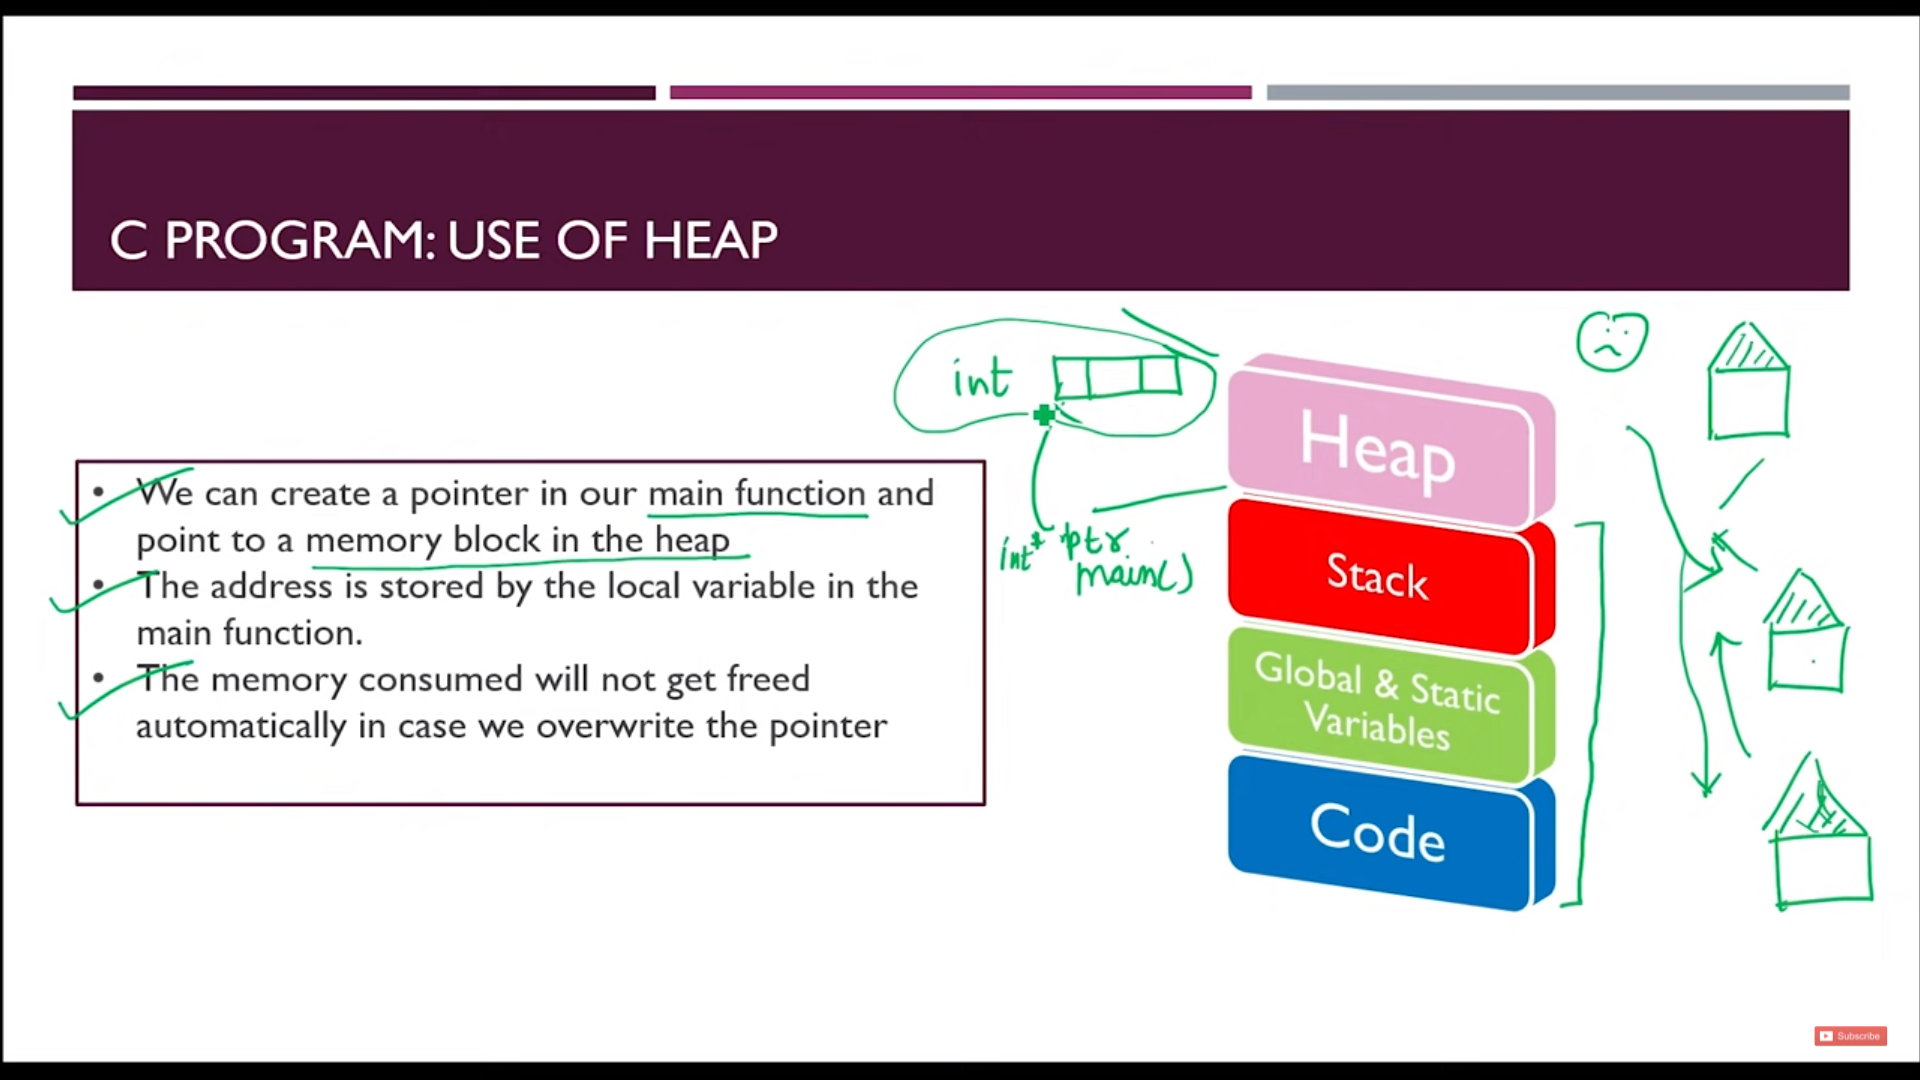 C PROGRAM: USE OF HEAP
int
• We can create a pointer in our main function and
point to a memory block in the heap
• The address is stored by the local variable in the
main function.
• The memory consumed will not get freed
automatically in case we overwrite the pointer
int* ptr
main()
Heap
Stack
Global & Static
Variables
Code
Subscribe